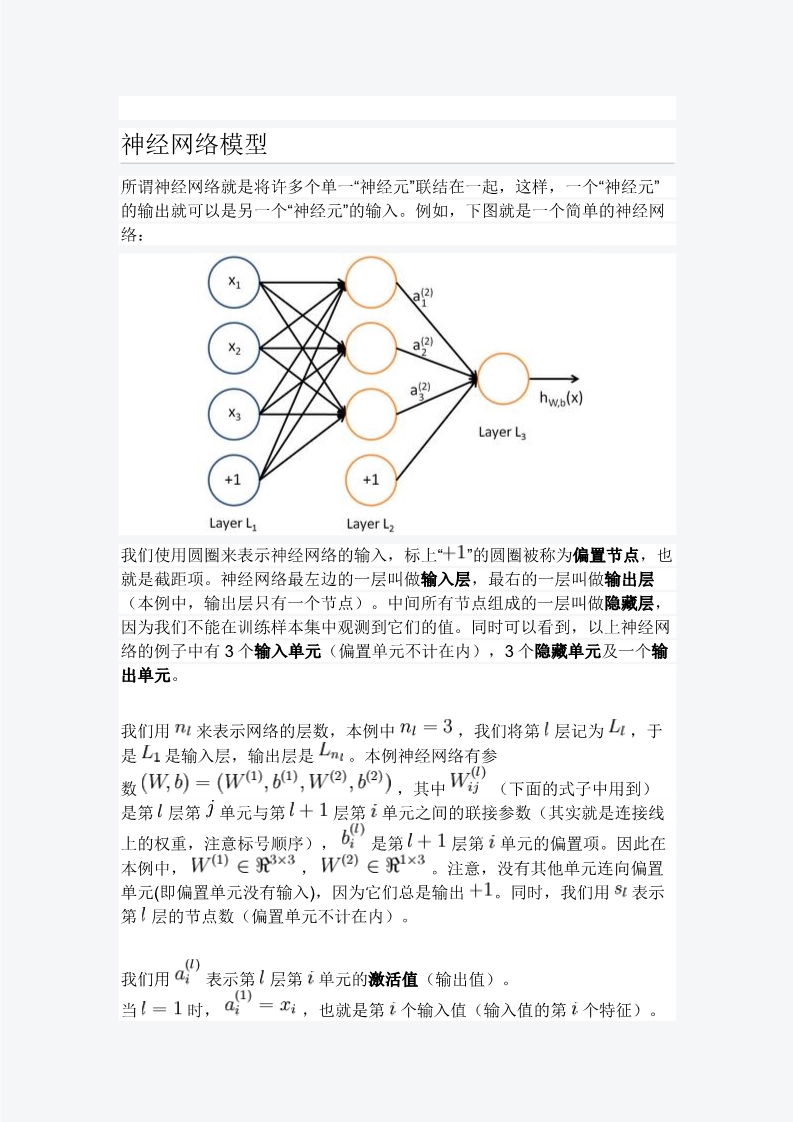 神经网络模型
所谓神经网络就是将许多个单一“神经元”联结在一起，这样，一个“神经元”
的输出就可以是另一个“神经元”的输入。例如，下图就是一个简单的神经网
络：
x₁
x₂
x₃
+1
Layer L₁
+1
Layer L₂
a₁⁽²⁾
a₂⁽²⁾
a₃⁽²⁾
h_{W,b}(x)
Layer L₃
我们使用圆圈来表示神经网络的输入，标上“+1”的圆圈被称为偏置节点，也
就是截距项。神经网络最左边的一层叫做输入层，最右的一层叫做输出层
（本例中，输出层只有一个节点）。中间所有节点组成的一层叫做隐藏层，
因为我们不能在训练样本集中观测到它们的值。同时可以看到，以上神经网
络的例子中有 3 个输入单元（偏置单元不计在内），3 个隐藏单元及一个输
出单元。
我们用 n_l 来表示网络的层数，本例中 n_l = 3 ，我们将第 l 层记为 L_l ，于
是 L₁ 是输入层，输出层是 L_{n_l} 。本例神经网络有参
数 (W, b) = (W⁽¹⁾, b⁽¹⁾, W⁽²⁾, b⁽²⁾) ，其中 W_{ij}^{(l)} （下面的式子中用到）
是第 l 层第 j 单元与第 l + 1 层第 i 单元之间的联接参数（其实就是连接线
上的权重，注意标号顺序）， b_i^{(l)} 是第 l + 1 层第 i 单元的偏置项。因此在
本例中， W⁽¹⁾ ∈ ℜ^{3×3} ， W⁽²⁾ ∈ ℜ^{1×3} 。注意，没有其他单元连向偏置
单元(即偏置单元没有输入)，因为它们总是输出 +1 。同时，我们用 s_l 表示
第 l 层的节点数（偏置单元不计在内）。
我们用 a_i^{(l)} 表示第 l 层第 i 单元的激活值（输出值）。
当 l = 1 时， a_i^{(1)} = x_i ，也就是第 i 个输入值（输入值的第 i 个特征）。